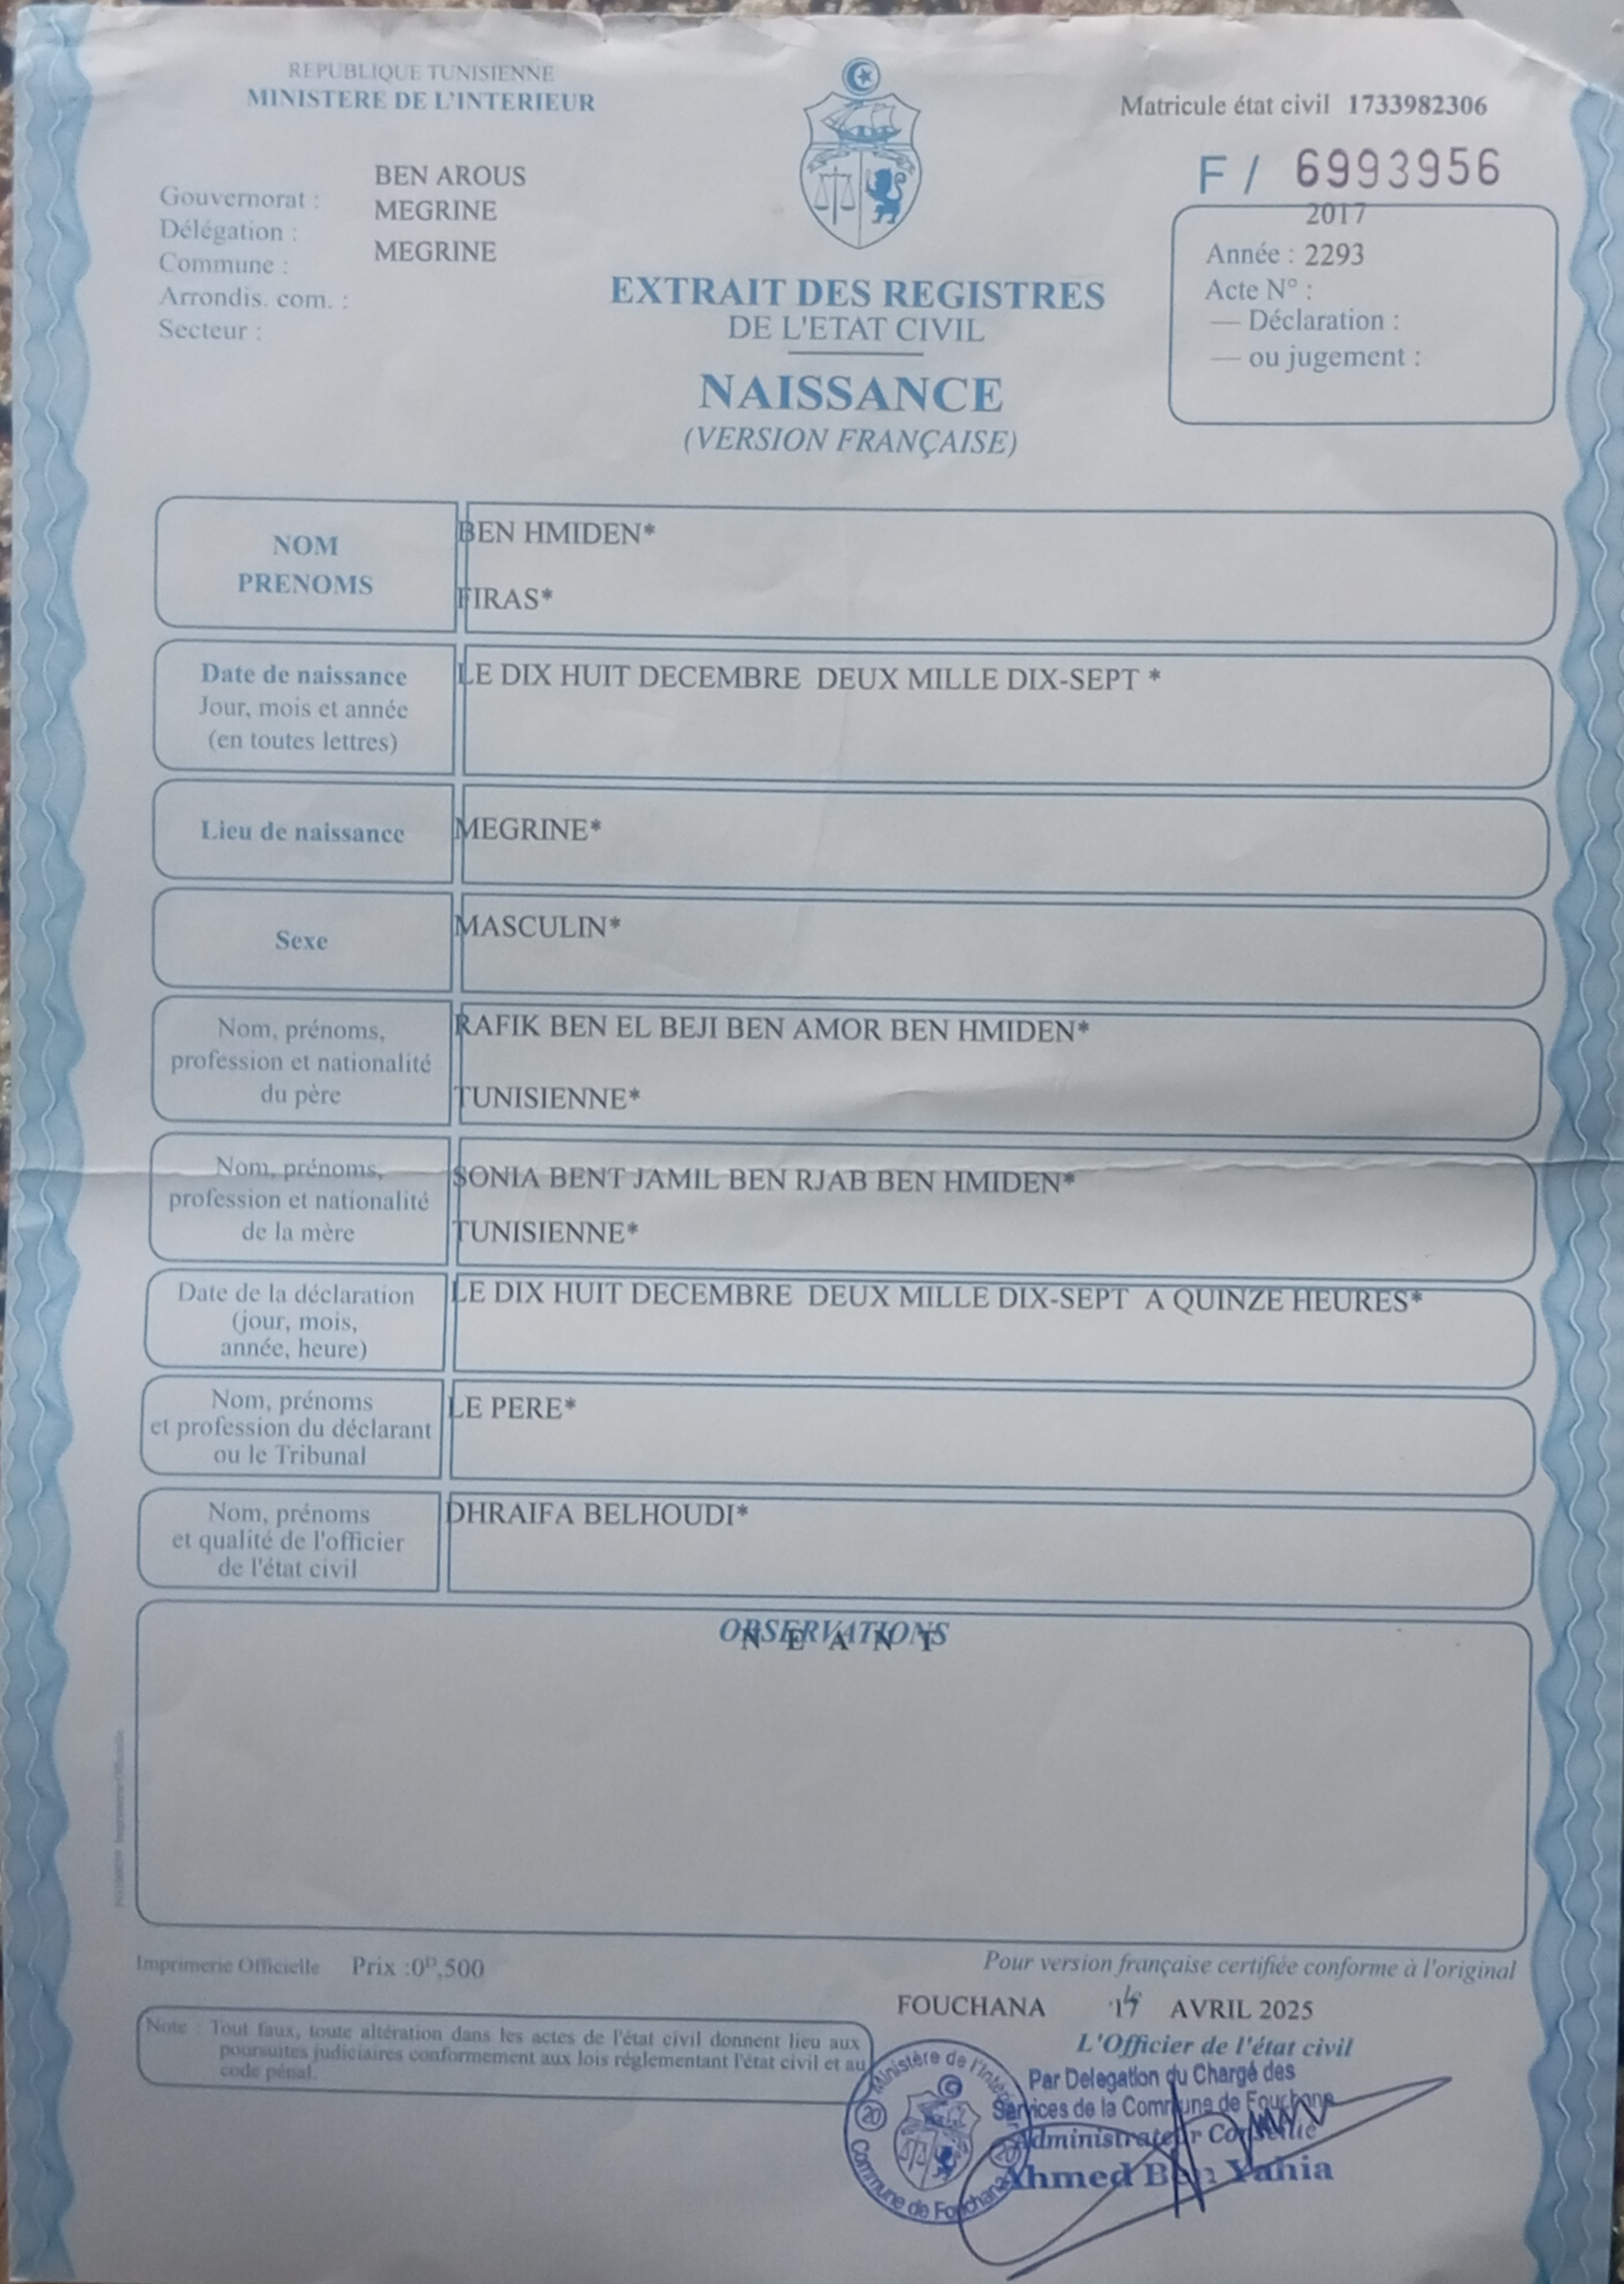 REPUBLIQUE TUNISIENNE
MINISTERE DE L'INTERIEUR
Matricule état civil 1733982306
F / 6993956
Gouvernorat : BEN AROUS
Délégation : MEGRINE
Commune : MEGRINE
Arrondis. com. :
Secteur :
2017
Année : 2293
Acte N° :
— Déclaration :
— ou jugement :
EXTRAIT DES REGISTRES
DE L'ETAT CIVIL
NAISSANCE
(VERSION FRANÇAISE)
NOM
PRENOMS
BEN HMIDEN*
FIRAS*
Date de naissance
Jour, mois et année
(en toutes lettres)
LE DIX HUIT DECEMBRE DEUX MILLE DIX-SEPT *
Lieu de naissance
MEGRINE*
Sexe
MASCULIN*
Nom, prénoms,
profession et nationalité
du père
RAFIK BEN EL BEJI BEN AMOR BEN HMIDEN*
TUNISIENNE*
Nom, prénoms,
profession et nationalité
de la mère
SONIA BENT JAMIL BEN RJAB BEN HMIDEN*
TUNISIENNE*
Date de la déclaration
(jour, mois,
année, heure)
LE DIX HUIT DECEMBRE DEUX MILLE DIX-SEPT A QUINZE HEURES*
Nom, prénoms
et profession du déclarant
ou le Tribunal
LE PERE*
Nom, prénoms
et qualité de l'officier
de l'état civil
DHRAIFA BELHOUDI*
OBSERVATIONS
N E A N T
Imprimerie Officielle Prix :0ᴰ,500
Pour version française certifiée conforme à l'original
FOUCHANA AVRIL 2025
L'Officier de l'état civil
Note : Tout faux, toute altération dans les actes de l'état civil donnent lieu aux
poursuites judiciaires conformement aux lois réglementant l'état civil et au
code pénal.
Par Delegation du Chargé des
Services de la Commune de Fouchana
Administrateur Conseillé
Ahmed Ben Yahia
Ministère de l'Intérieur
20 20
Commune de Fouchana